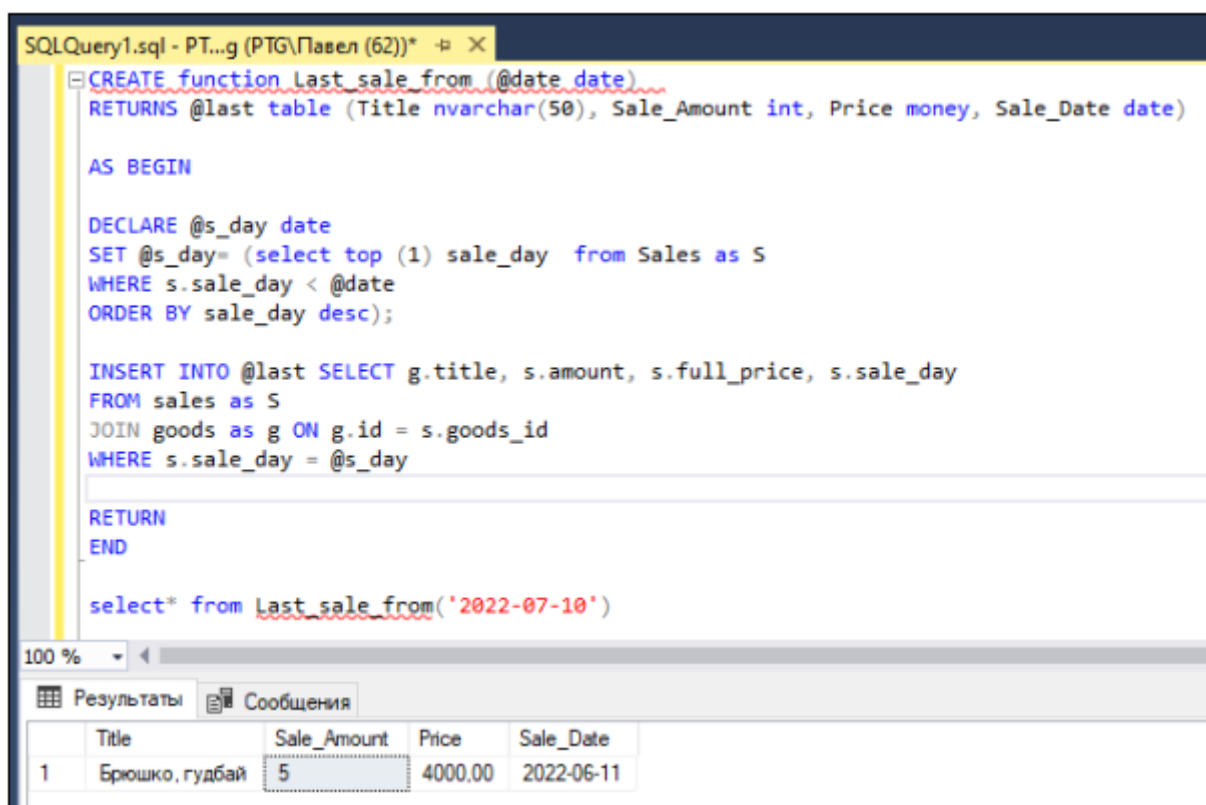 SQLQuery1.sql - PT...g (PTG\Павел (62))*
CREATE function Last_sale_from (@date date)
RETURNS @last table (Title nvarchar(50), Sale_Amount int, Price money, Sale_Date date)
AS BEGIN
DECLARE @s_day date
SET @s_day= (select top (1) sale_day  from Sales as S
WHERE s.sale_day < @date
ORDER BY sale_day desc);
INSERT INTO @last SELECT g.title, s.amount, s.full_price, s.sale_day
FROM sales as S
JOIN goods as g ON g.id = s.goods_id
WHERE s.sale_day = @s_day
RETURN
END
select* from Last_sale_from('2022-07-10')
100 %
Результаты Сообщения
Title Sale_Amount Price Sale_Date
1 Брюшко, гудбай 5 4000,00 2022-06-11